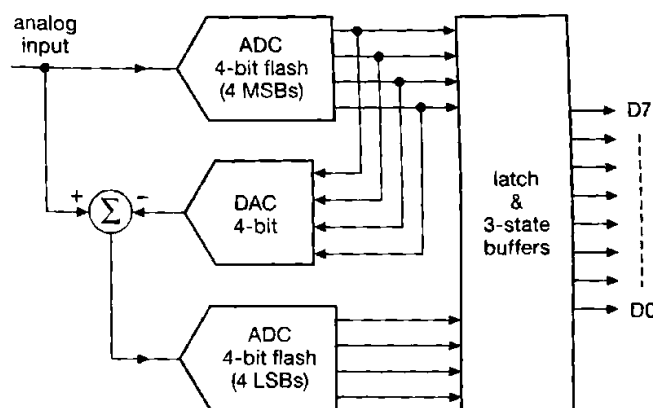 analog
input
ADC
4-bit flash
(4 MSBs)
+
Σ
−
DAC
4-bit
ADC
4-bit flash
(4 LSBs)
latch
&
3-state
buffers
D7
D0